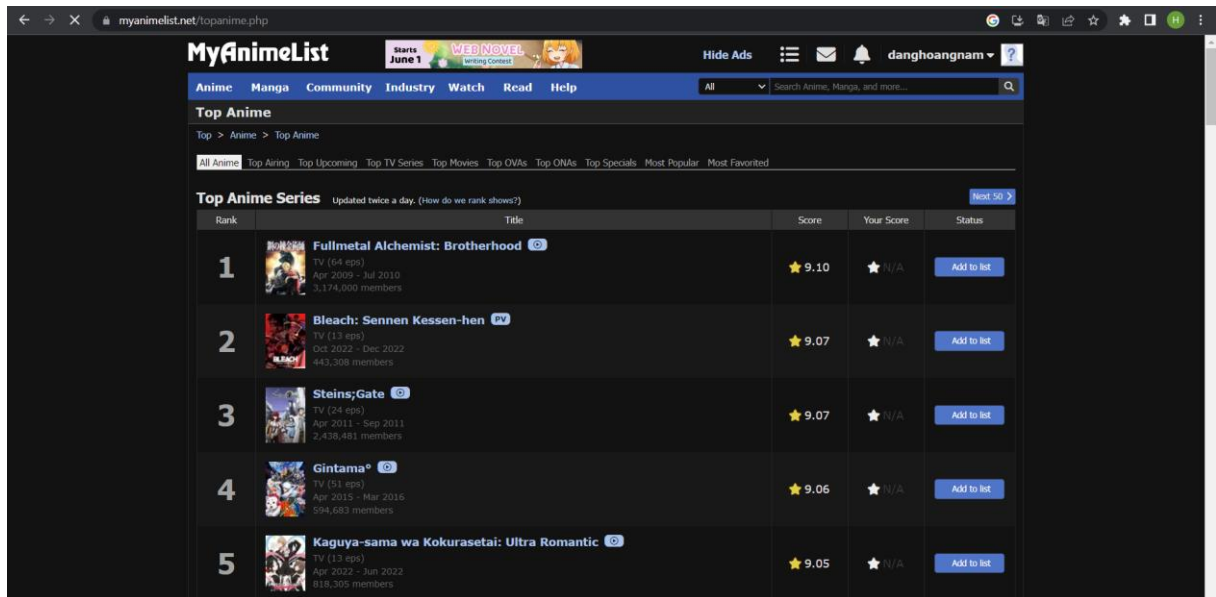 myanimelist.net/topanime.php
H
MyAnimeList
Starts
June 1
WEB NOVEL
Writing Contest
Hide Ads
danghoangnam
?
Anime Manga Community Industry Watch Read Help
All
Search Anime, Manga, and more...
Top Anime
Top > Anime > Top Anime
All Anime Top Airing Top Upcoming Top TV Series Top Movies Top OVAs Top ONAs Top Specials Most Popular Most Favorited
Top Anime Series Updated twice a day. (How do we rank shows?) Next 50
Rank Title Score Your Score Status
1
Fullmetal Alchemist: Brotherhood
TV (64 eps)
Apr 2009 - Jul 2010
3,174,000 members
9.10 N/A Add to list
2
Bleach: Sennen Kessen-hen PV
TV (13 eps)
Oct 2022 - Dec 2022
443,308 members
BLEACH
9.07 N/A Add to list
3
Steins;Gate
TV (24 eps)
Apr 2011 - Sep 2011
2,438,481 members
9.07 N/A Add to list
4
Gintama°
TV (51 eps)
Apr 2015 - Mar 2016
594,683 members
9.06 N/A Add to list
5
Kaguya-sama wa Kokurasetai: Ultra Romantic
TV (13 eps)
Apr 2022 - Jun 2022
818,305 members
9.05 N/A Add to list